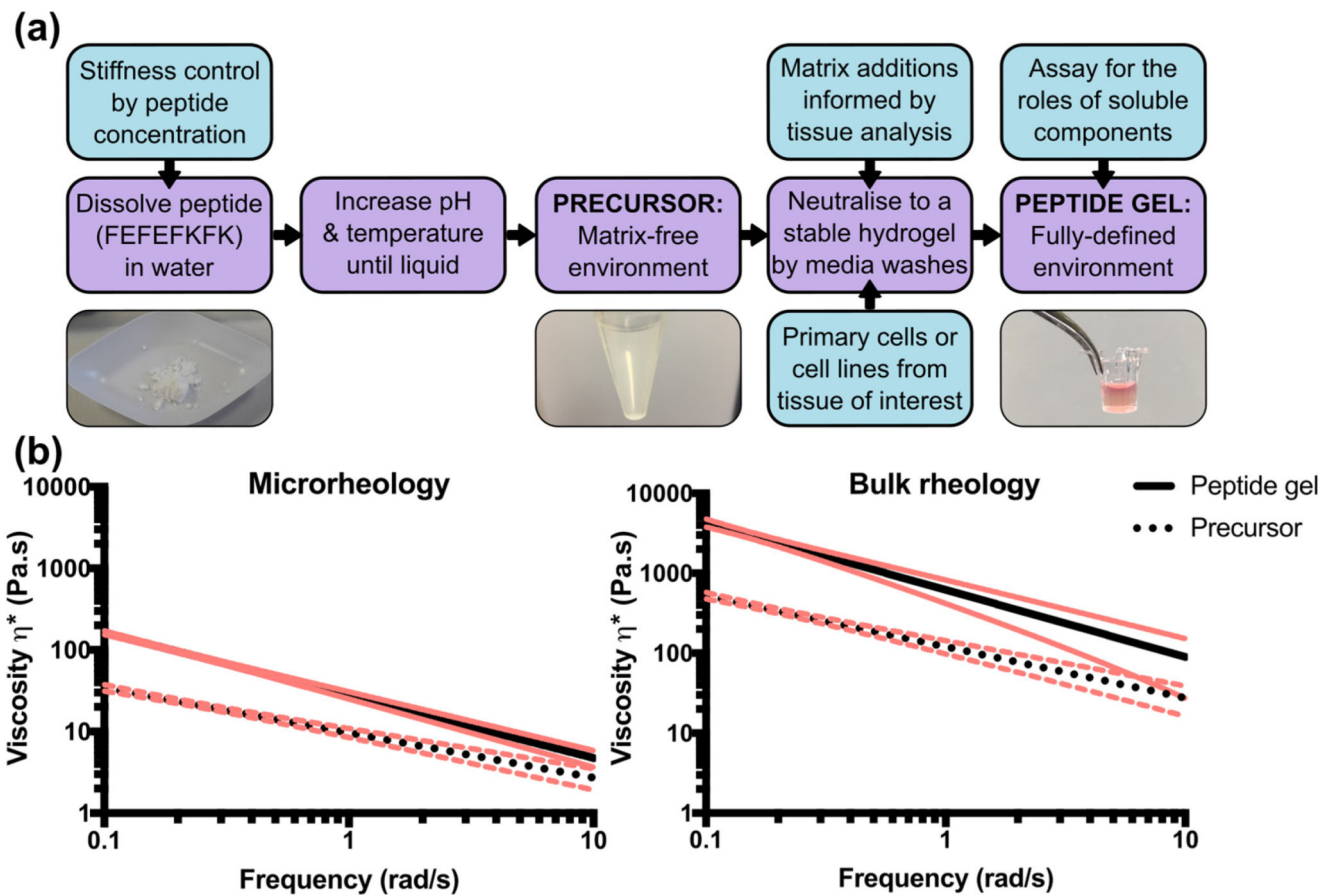 (a)
Stiffness control
by peptide
concentration
Matrix additions
informed by
tissue analysis
Assay for the
roles of soluble
components
Dissolve peptide
(FEFEFKFK)
in water
Increase pH
& temperature
until liquid
PRECURSOR:
Matrix-free
environment
Neutralise to a
stable hydrogel
by media washes
PEPTIDE GEL:
Fully-defined
environment
Primary cells or
cell lines from
tissue of interest
(b)
Microrheology
Viscosity η* (Pa.s)
10000
1000
100
10
1
0.1
1
10
Frequency (rad/s)
Bulk rheology
Viscosity η* (Pa.s)
10000
1000
100
10
1
0.1
1
10
Frequency (rad/s)
Peptide gel
Precursor